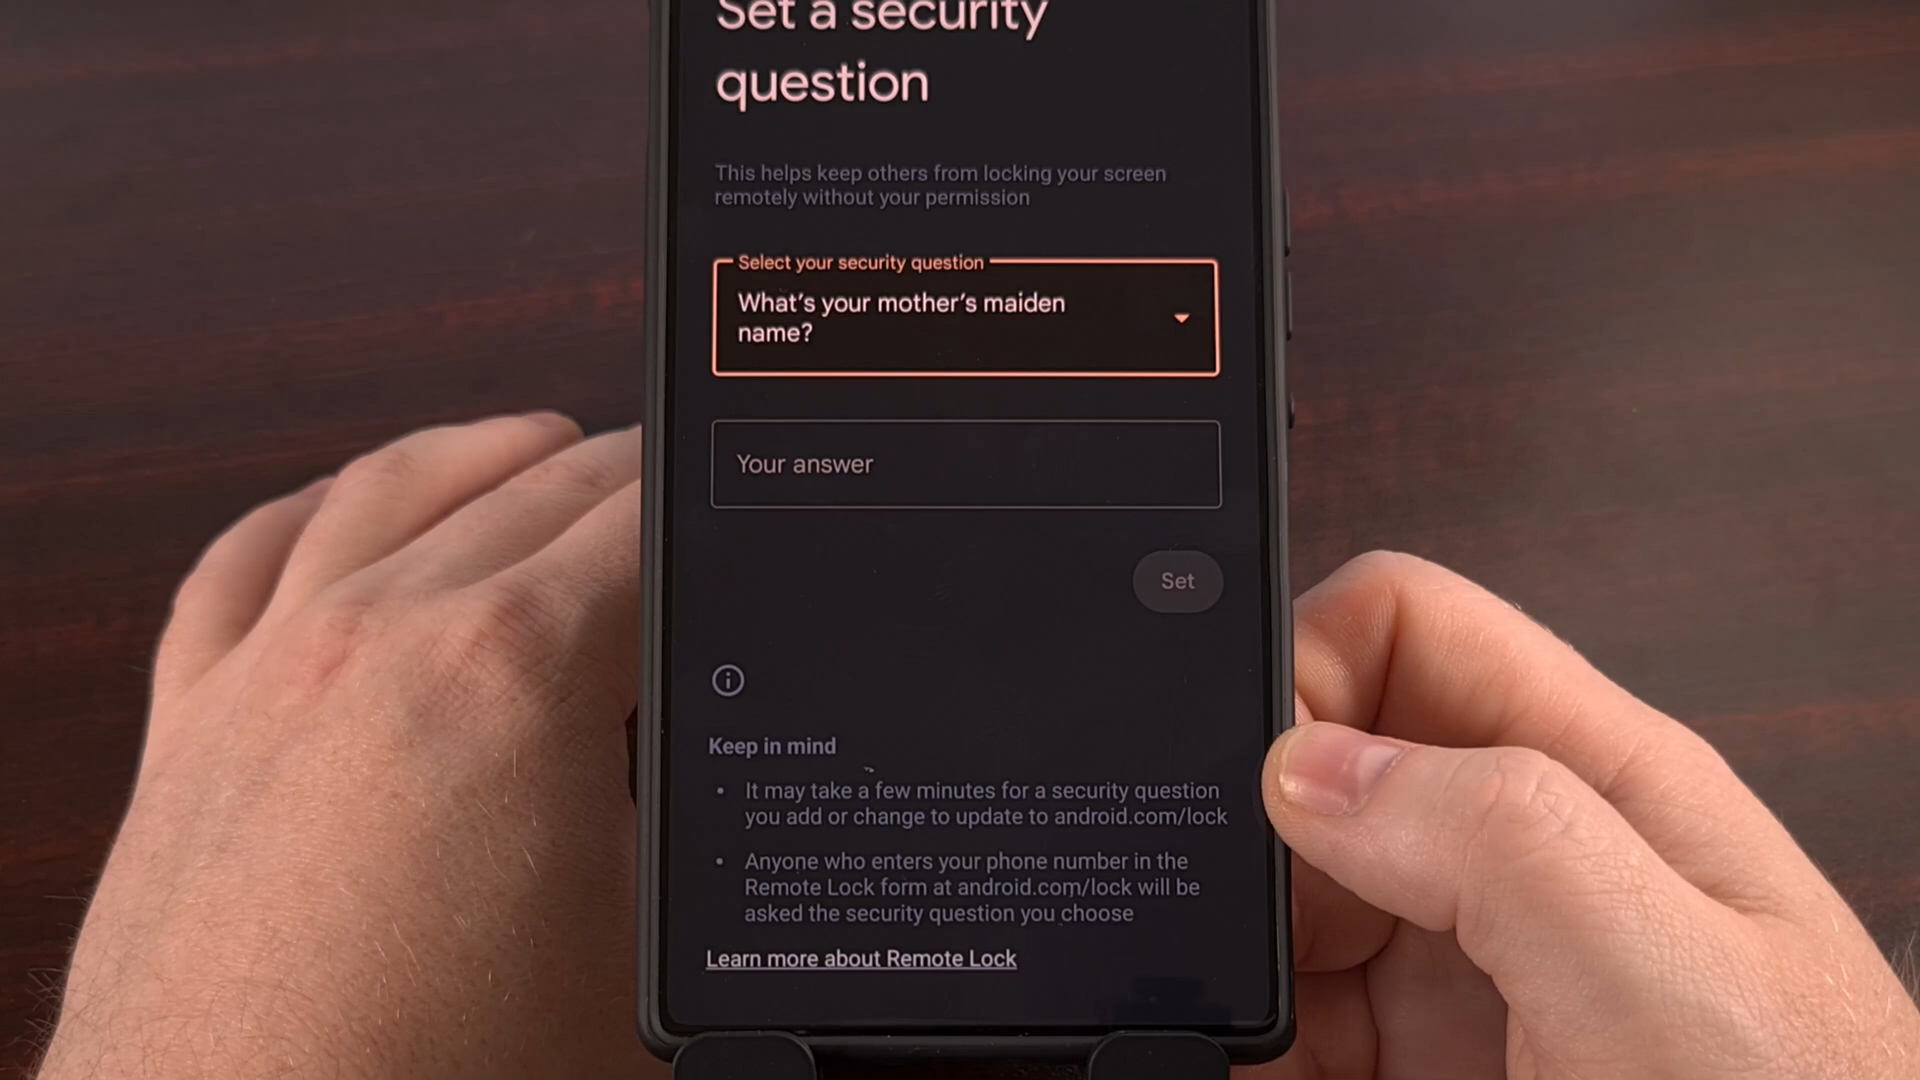 Set a security
question
This helps keep others from locking your screen
remotely without your permission
Select your security question
What's your mother's maiden
name?
Your answer
Set
Keep in mind
• It may take a few minutes for a security question
you add or change to update to android.com/lock
• Anyone who enters your phone number in the
Remote Lock form at android.com/lock will be
asked the security question you choose
Learn more about Remote Lock